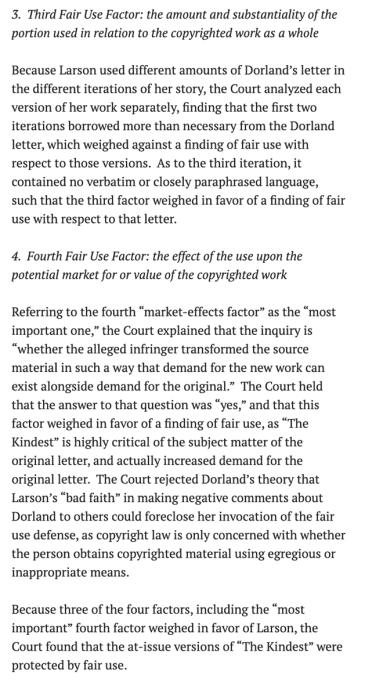 3. Third Fair Use Factor: the amount and substantiality of the
portion used in relation to the copyrighted work as a whole
Because Larson used different amounts of Dorland’s letter in
the different iterations of her story, the Court analyzed each
version of her work separately, finding that the first two
iterations borrowed more than necessary from the Dorland
letter, which weighed against a finding of fair use with
respect to those versions. As to the third iteration, it
contained no verbatim or closely paraphrased language,
such that the third factor weighed in favor of a finding of fair
use with respect to that letter.
4. Fourth Fair Use Factor: the effect of the use upon the
potential market for or value of the copyrighted work
Referring to the fourth “market-effects factor” as the “most
important one,” the Court explained that the inquiry is
“whether the alleged infringer transformed the source
material in such a way that demand for the new work can
exist alongside demand for the original.” The Court held
that the answer to that question was “yes,” and that this
factor weighed in favor of a finding of fair use, as “The
Kindest” is highly critical of the subject matter of the
original letter, and actually increased demand for the
original letter. The Court rejected Dorland’s theory that
Larson’s “bad faith” in making negative comments about
Dorland to others could foreclose her invocation of the fair
use defense, as copyright law is only concerned with whether
the person obtains copyrighted material using egregious or
inappropriate means.
Because three of the four factors, including the “most
important” fourth factor weighed in favor of Larson, the
Court found that the at-issue versions of “The Kindest” were
protected by fair use.